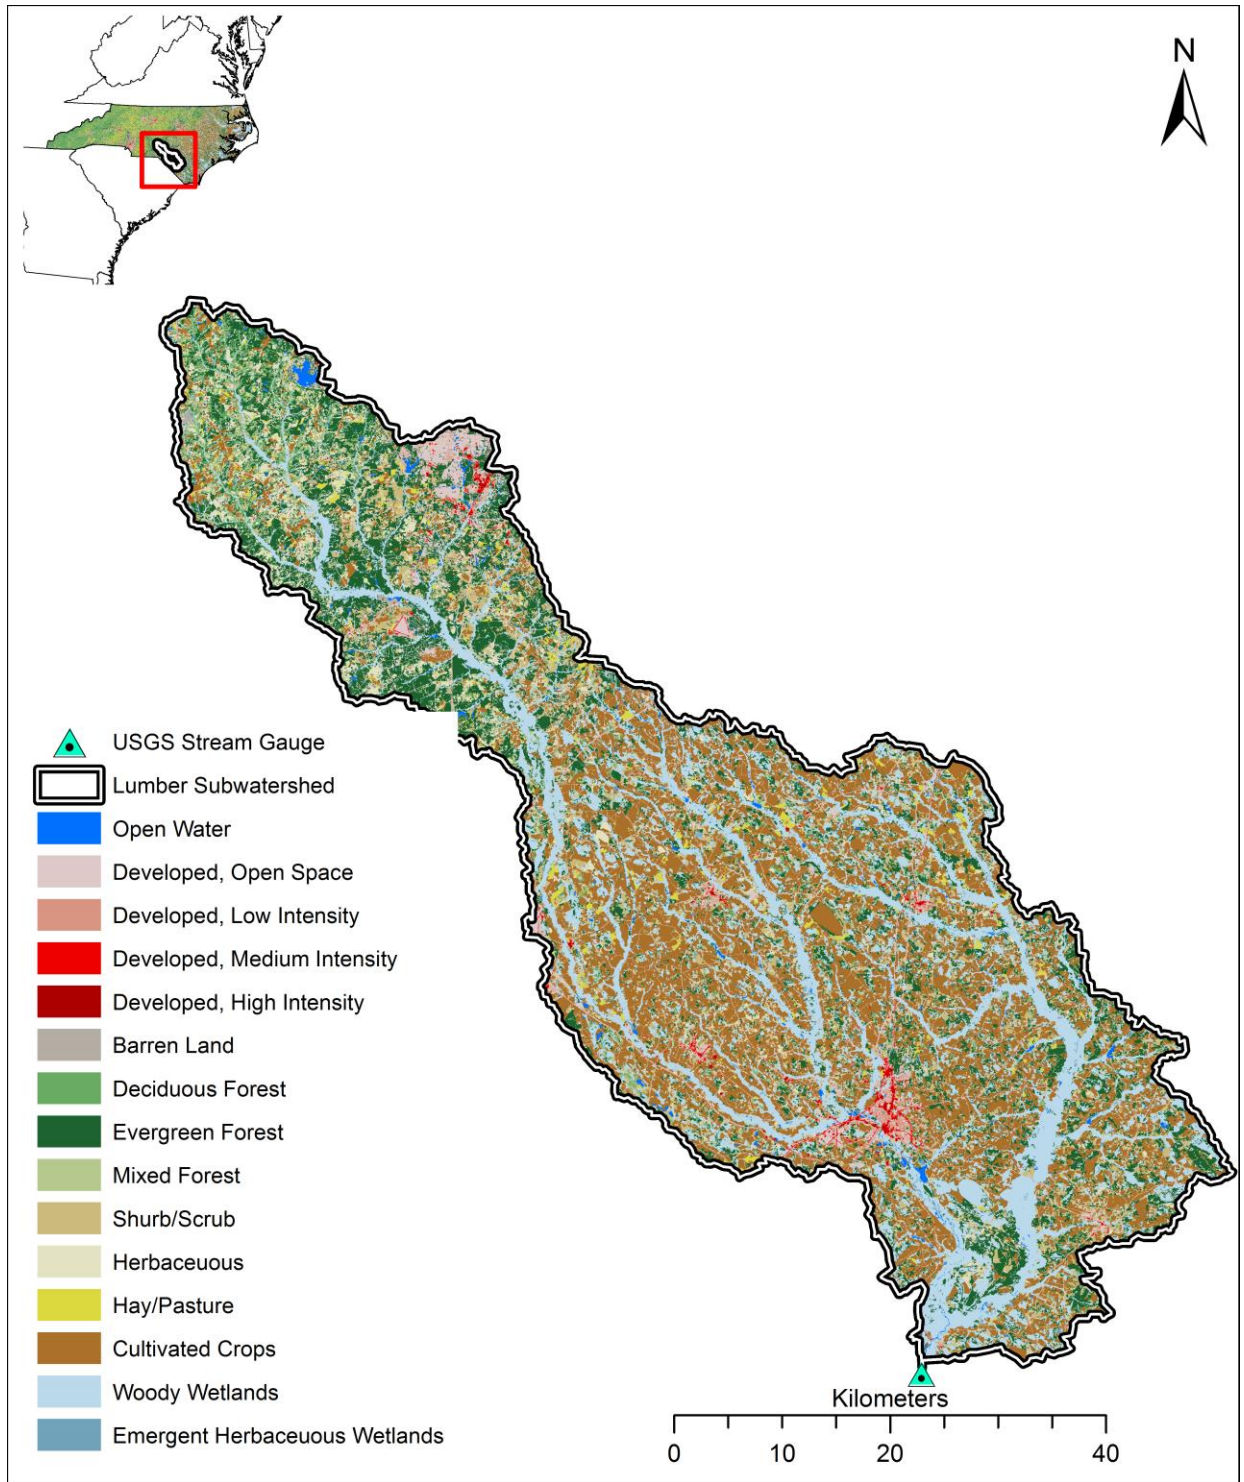 N
USGS Stream Gauge
Lumber Subwatershed
Open Water
Developed, Open Space
Developed, Low Intensity
Developed, Medium Intensity
Developed, High Intensity
Barren Land
Deciduous Forest
Evergreen Forest
Mixed Forest
Shurb/Scrub
Herbaceuous
Hay/Pasture
Cultivated Crops
Woody Wetlands
Emergent Herbaceuous Wetlands
Kilometers
0 10 20 40